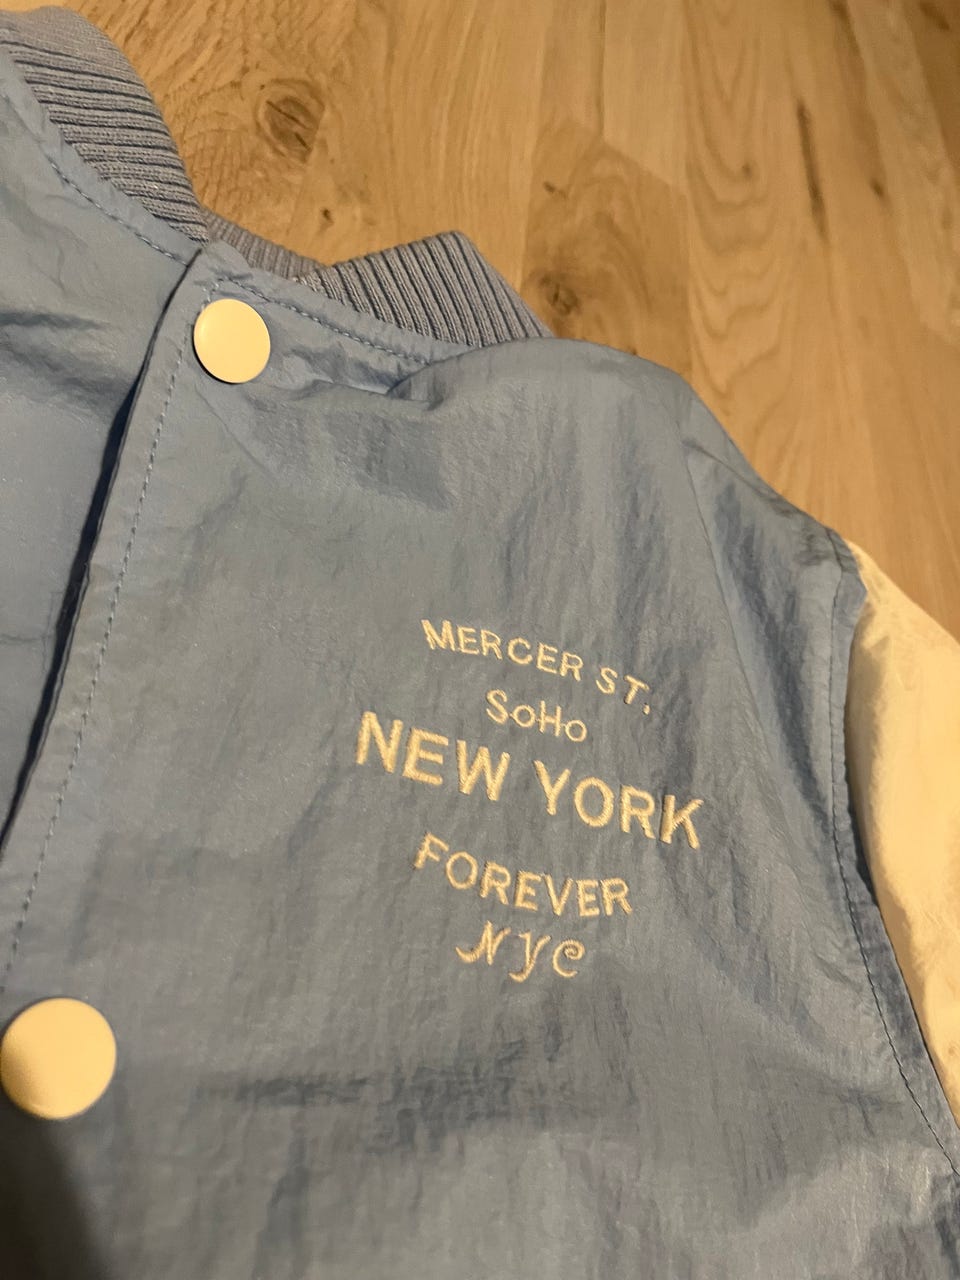 MERCER ST.
SoHo
NEW YORK
FOREVER
NYC